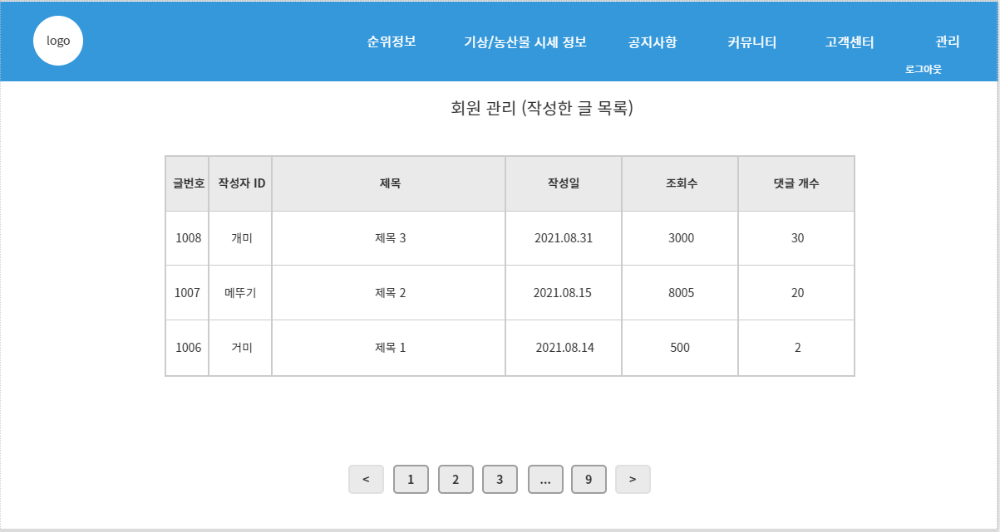 logo 순위정보 기상/농산물 시세 정보 공지사항 커뮤니티 고객센터 관리
로그아웃
회원 관리 (작성한 글 목록)
글번호 작성자 ID 제목 작성일 조회수 댓글 개수
1008 개미 제목 3 2021.08.31 3000 30
1007 메뚜기 제목 2 2021.08.15 8005 20
1006 거미 제목 1 2021.08.14 500 2
< 1 2 3 ... 9 >